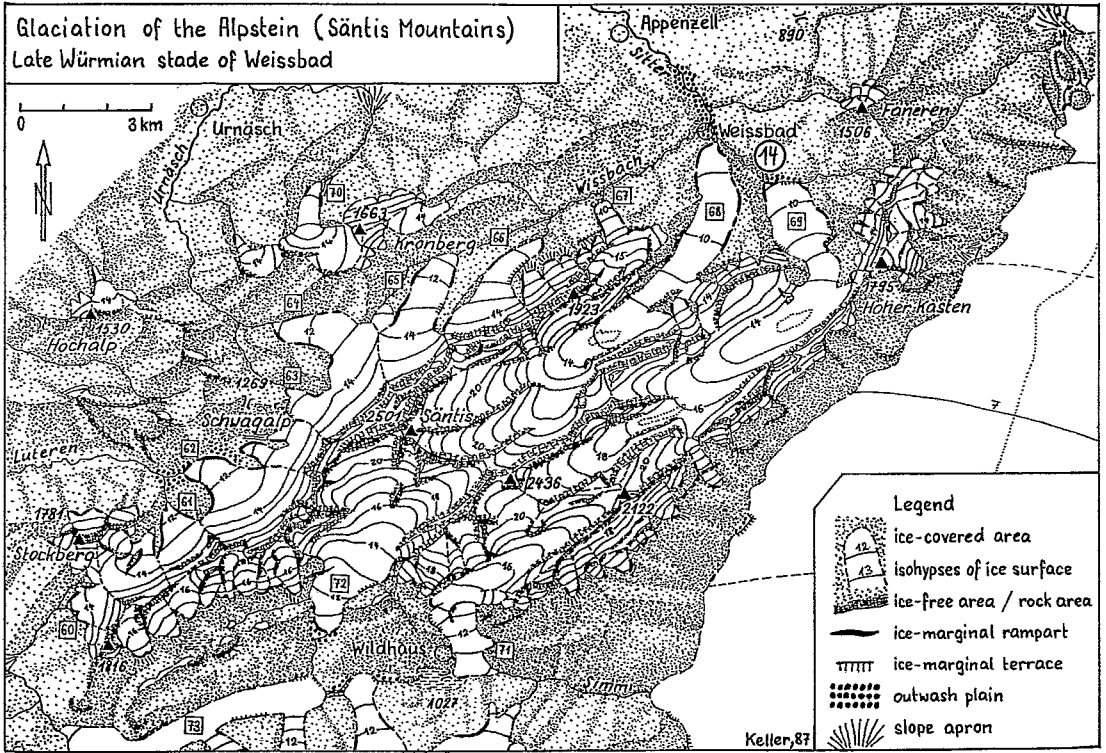 Glaciation of the Alpstein (Säntis Mountains)
Late Würmian stade of Weissbad
0 3 km
N
Appenzell
890
Sitter
Urnäsch
Urnäsch
Fäneren
1506
Weissbad
14
Wissbach
67
70
1663
Kronberg
66
68
69
65
1795
Hoher Kasten
64
1530
Hochalp
1923
63
1269
Schwägalp
2501
Säntis
7
62
Luteren
2436
61
1781
2122
Stockberg
72
60
1816
Wildhaus
71
Simmi
1027
73
Legend
ice-covered area
isohypses of ice surface
12
13
ice-free area / rock area
ice-marginal rampart
ice-marginal terrace
outwash plain
slope apron
Keller,87